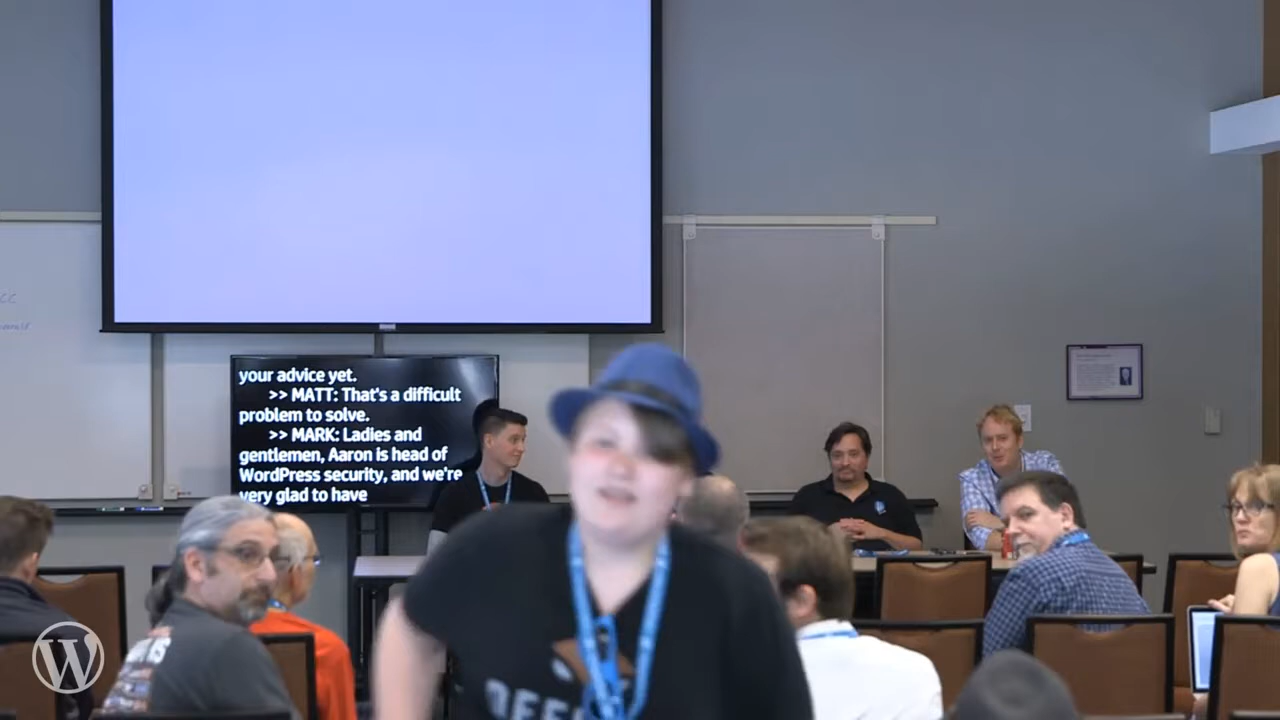 your advice yet.
>> MATT: That's a difficult
problem to solve.
>> MARK: Ladies and
gentlemen, Aaron is head of
WordPress security, and we're
very glad to have